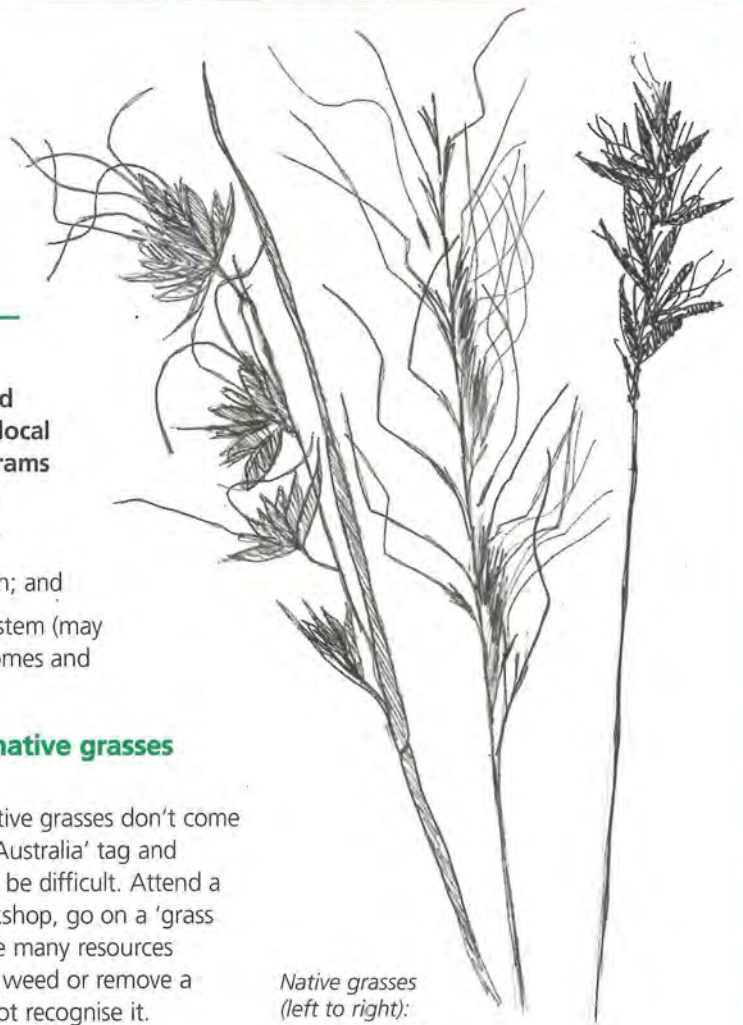 d
local
rams
n; and
stem (may
omes and
native grasses
tive grasses don't come
Australia' tag and
be difficult. Attend a
kshop, go on a 'grass
e many resources
weed or remove a
ot recognise it.
Native grasses
(left to right):